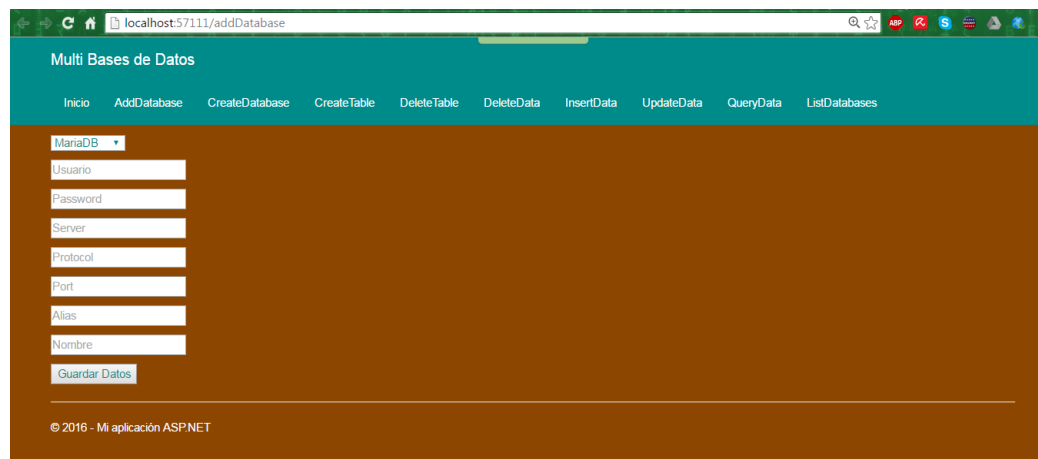 localhost:57111/addDatabase
ABP
S
Multi Bases de Datos
Inicio AddDatabase CreateDatabase CreateTable DeleteTable DeleteData InsertData UpdateData QueryData ListDatabases
MariaDB
Usuario
Password
Server
Protocol
Port
Alias
Nombre
Guardar Datos
© 2016 - Mi aplicación ASP.NET